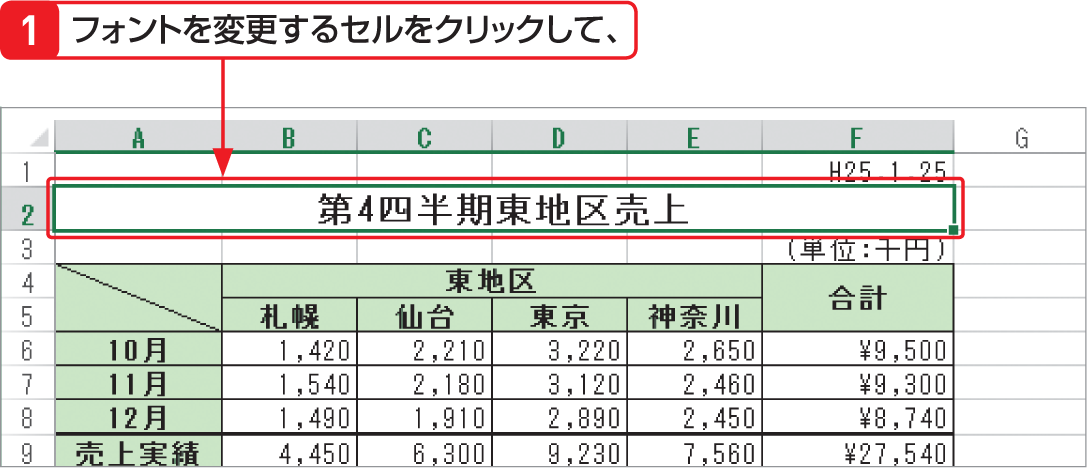 1 フォントを変更するセルをクリックして、
A B C D E F G
1 H25-1-25
2 第4四半期東地区売上
3 (単位:千円)
4 東地区 合計
5 札幌 仙台 東京 神奈川
6 10月 1,420 2,210 3,220 2,650 ¥9,500
7 11月 1,540 2,180 3,120 2,460 ¥9,300
8 12月 1,490 1,910 2,890 2,450 ¥8,740
9 売上実績 4,450 6,300 9,230 7,560 ¥27,540